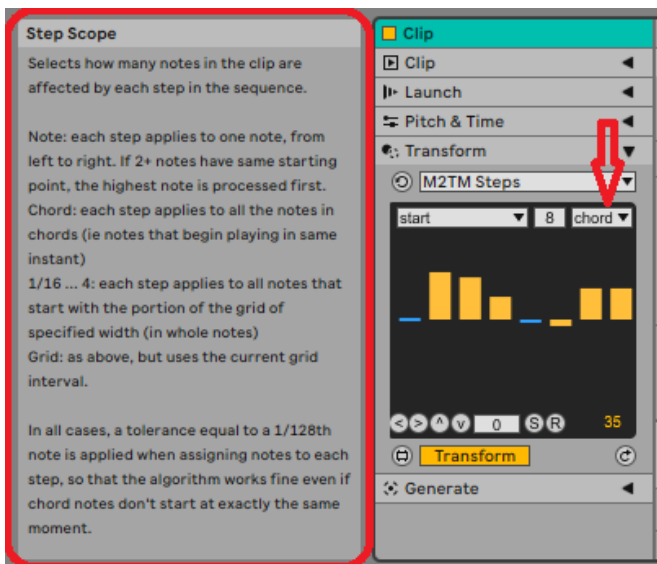 Step Scope
Selects how many notes in the clip are
affected by each step in the sequence.
Note: each step applies to one note, from
left to right. If 2+ notes have same starting
point, the highest note is processed first.
Chord: each step applies to all the notes in
chords (ie notes that begin playing in same
instant)
1/16 ... 4: each step applies to all notes that
start with the portion of the grid of
specified width (in whole notes)
Grid: as above, but uses the current grid
interval.
In all cases, a tolerance equal to a 1/128th
note is applied when assigning notes to each
step, so that the algorithm works fine even if
chord notes don't start at exactly the same
moment.
Clip
Clip
Launch
Pitch & Time
Transform
M2TM Steps
start 8 chord
< > ^ v 0 S R 35
Transform
Generate